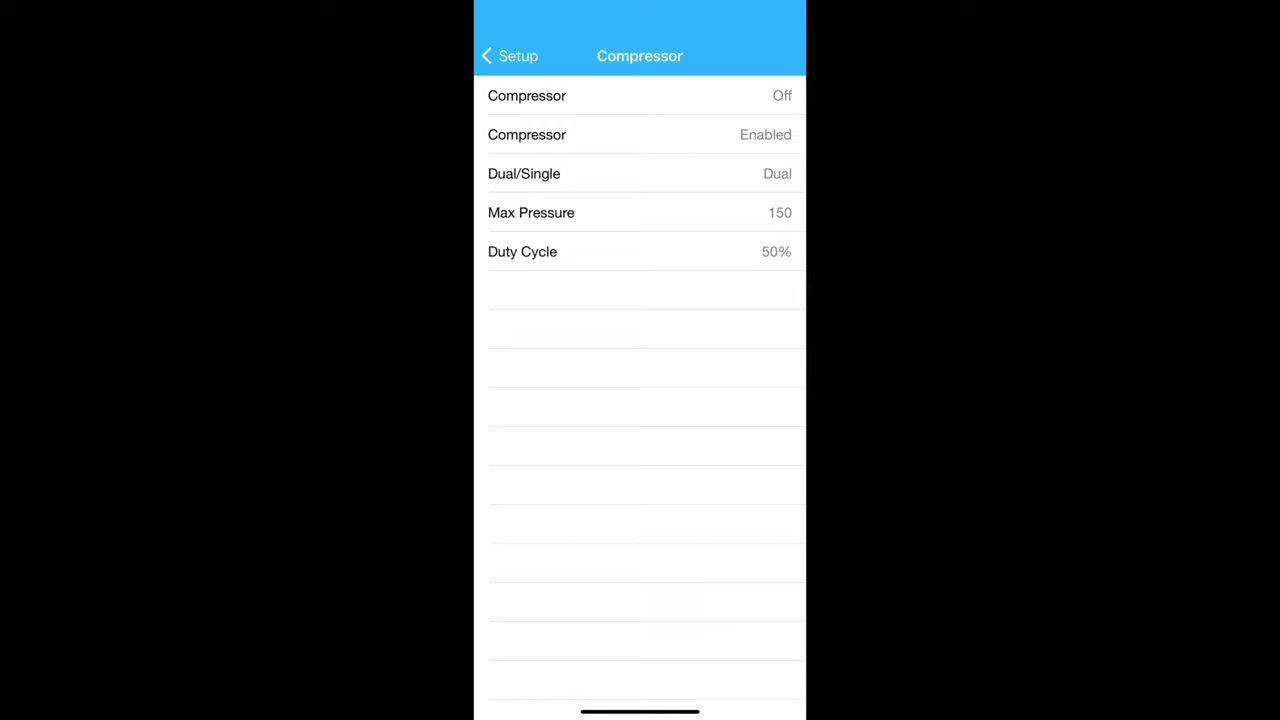 Setup Compressor
Compressor Off
Compressor Enabled
Dual/Single Dual
Max Pressure 150
Duty Cycle 50%